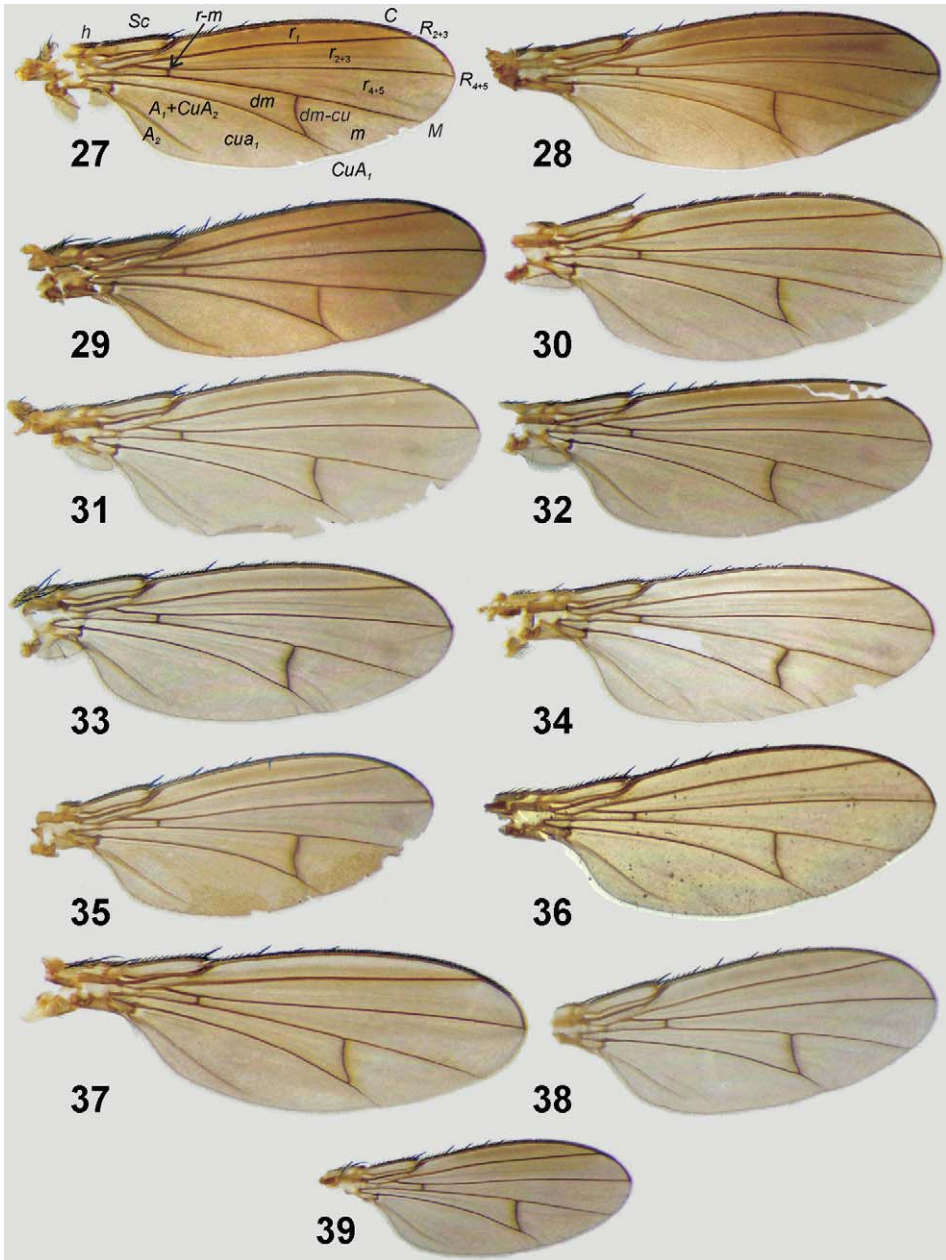 h Sc r-m r₁ C R₂₊₃
r₂₊₃
r₄₊₅ R₄₊₅
A₁+CuA₂ dm dm-cu
A₂ cua₁ m M
CuA₁
27 28
29 30
31 32
33 34
35 36
37 38
39